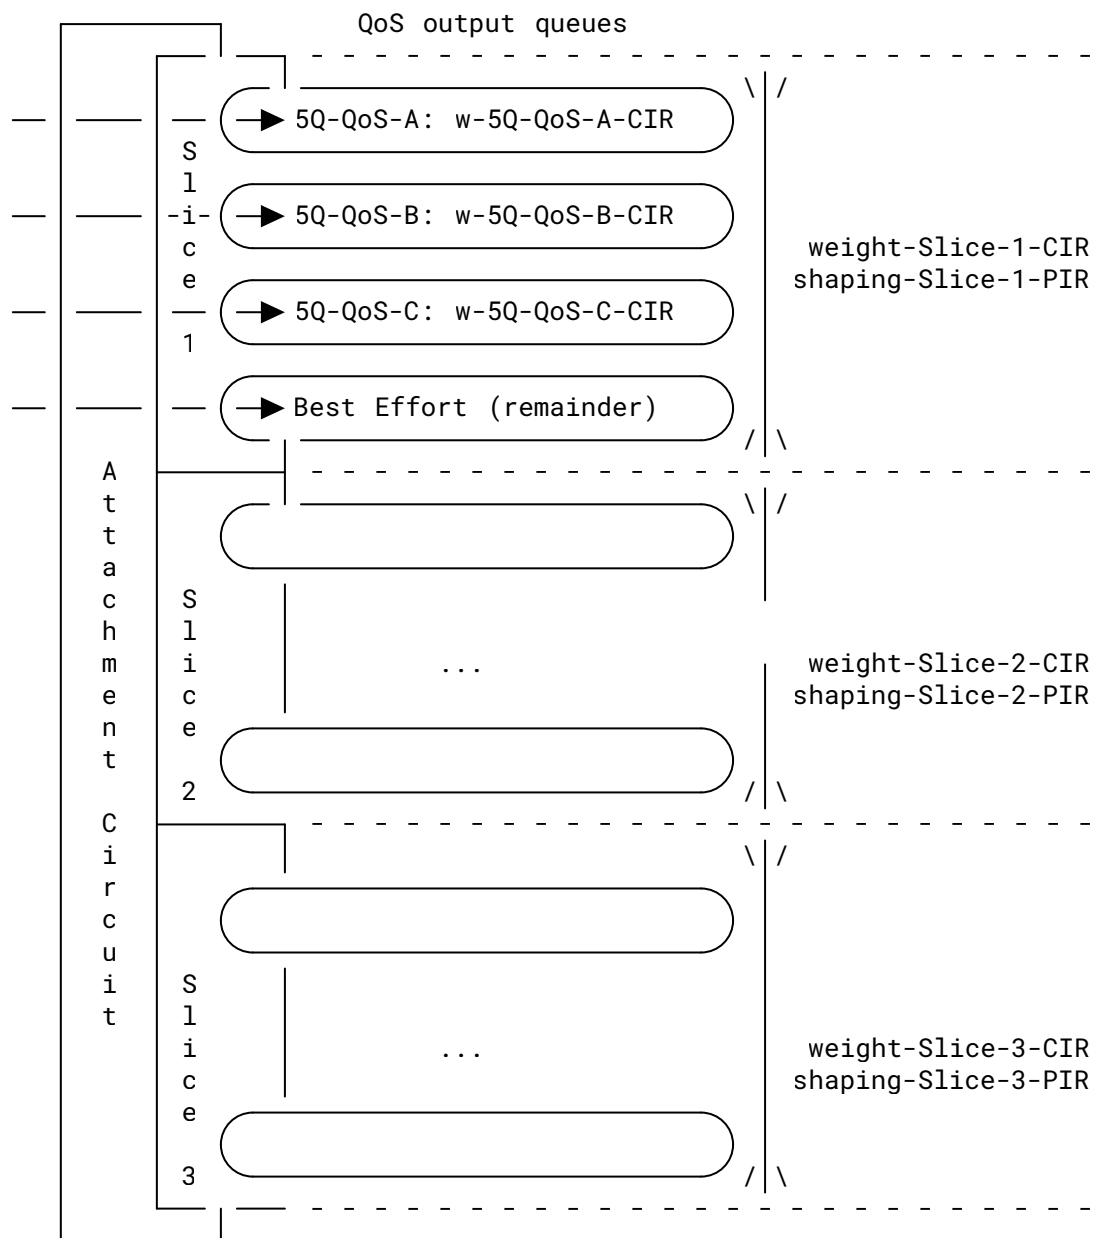 QoS output queues
5Q-QoS-A: w-5Q-QoS-A-CIR
5Q-QoS-B: w-5Q-QoS-B-CIR
5Q-QoS-C: w-5Q-QoS-C-CIR
Best Effort (remainder)
Slice 1
weight-Slice-1-CIR
shaping-Slice-1-PIR
Attachment Circuit
Slice 2
...
weight-Slice-2-CIR
shaping-Slice-2-PIR
Slice 3
...
weight-Slice-3-CIR
shaping-Slice-3-PIR